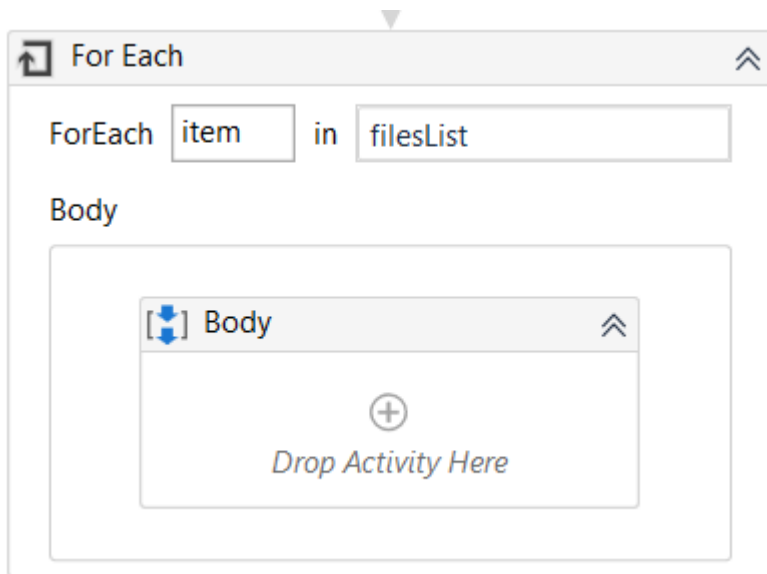 For Each
ForEach item in filesList
Body
Body
Drop Activity Here